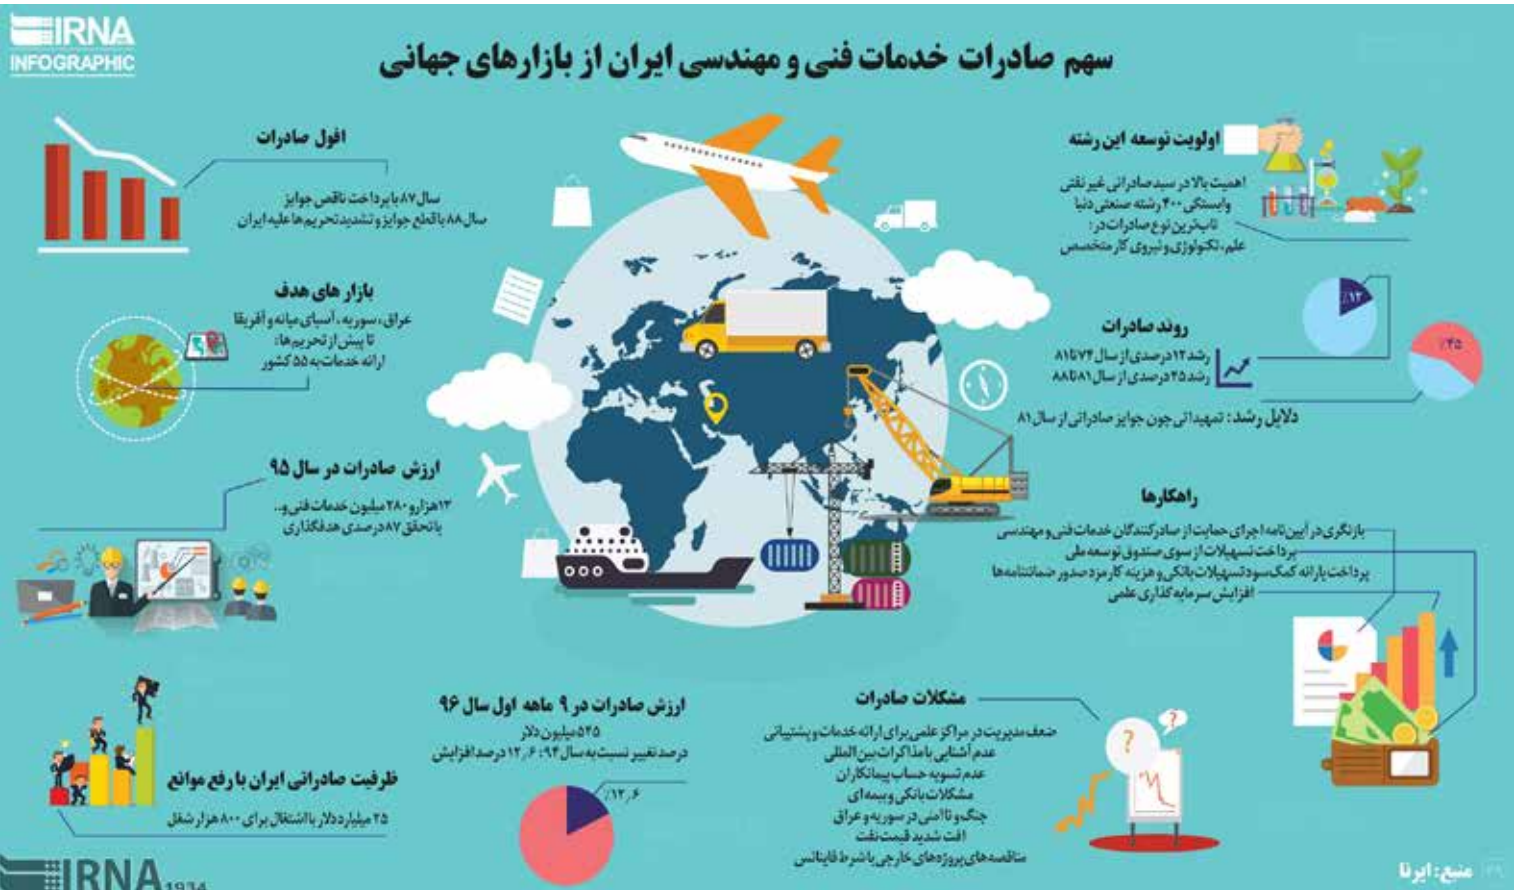 IRNA
INFOGRAPHIC
سهم صادرات خدمات فنی و مهندسی ایران از بازارهای جهانی
اولویت توسعه این رشته
اهمیت بالا در سبد صادراتی غیر نفتی
وابستگی ۴۰۰ رشته صنعتی دنیا
ناب‌ترین نوع صادرات در:
علم، تکنولوژی و نیروی کار متخصص
٪۱۲
روند صادرات
رشد ۱۲ درصدی از سال ۷۴ تا ۸۱
رشد ۴۵ درصدی از سال ۸۱ تا ۸۸
٪۴۵
دلایل رشد: تمهیداتی چون جوایز صادراتی از سال ۸۱
راهکارها
بازنگری در آیین نامه اجرای حمایت از صادرکنندگان خدمات فنی و مهندسی
پرداخت تسهیلات از سوی صندوق توسعه ملی
پرداخت یارانه کمک سود تسهیلات بانکی و هزینه کارمزد صدور ضمانتنامه‌ها
افزایش سرمایه گذاری علمی
مشکلات صادرات
ضعف مدیریت در مراکز علمی برای ارائه خدمات و پشتیبانی
عدم آشنایی با مذاکرات بین المللی
عدم تسویه حساب پیمانکاران
مشکلات بانکی و بیمه ای
جنگ و ناامنی در سوریه و عراق
افت شدید قیمت نفت
مناقصه های پروژه‌های خارجی با شرط فاینانس
افول صادرات
سال ۸۷ با پرداخت ناقص جوایز
سال ۸۸ با قطع جوایز و تشدید تحریم ها علیه ایران
بازار های هدف
عراق، سوریه، آسیای میانه و آفریقا
تا پیش از تحریم ها:
ارائه خدمات به ۵۵ کشور
ارزش صادرات در سال ۹۵
۲۸۰ میلیون خدمات فنی و..
با تحقق ۸۷ درصدی هدفگذاری
ارزش صادرات در ۹ ماهه اول سال ۹۶
۵۴۵ میلیون دلار
درصد تغییر نسبت به سال ۹۴: ۱۲٫۶ درصد افزایش
٪۱۲٫۶
ظرفیت صادراتی ایران با رفع موانع
۲۵ میلیارد دلار با اشتغال برای ۸۰۰ هزار شغل
IRNA 1934
منبع: ایرنا